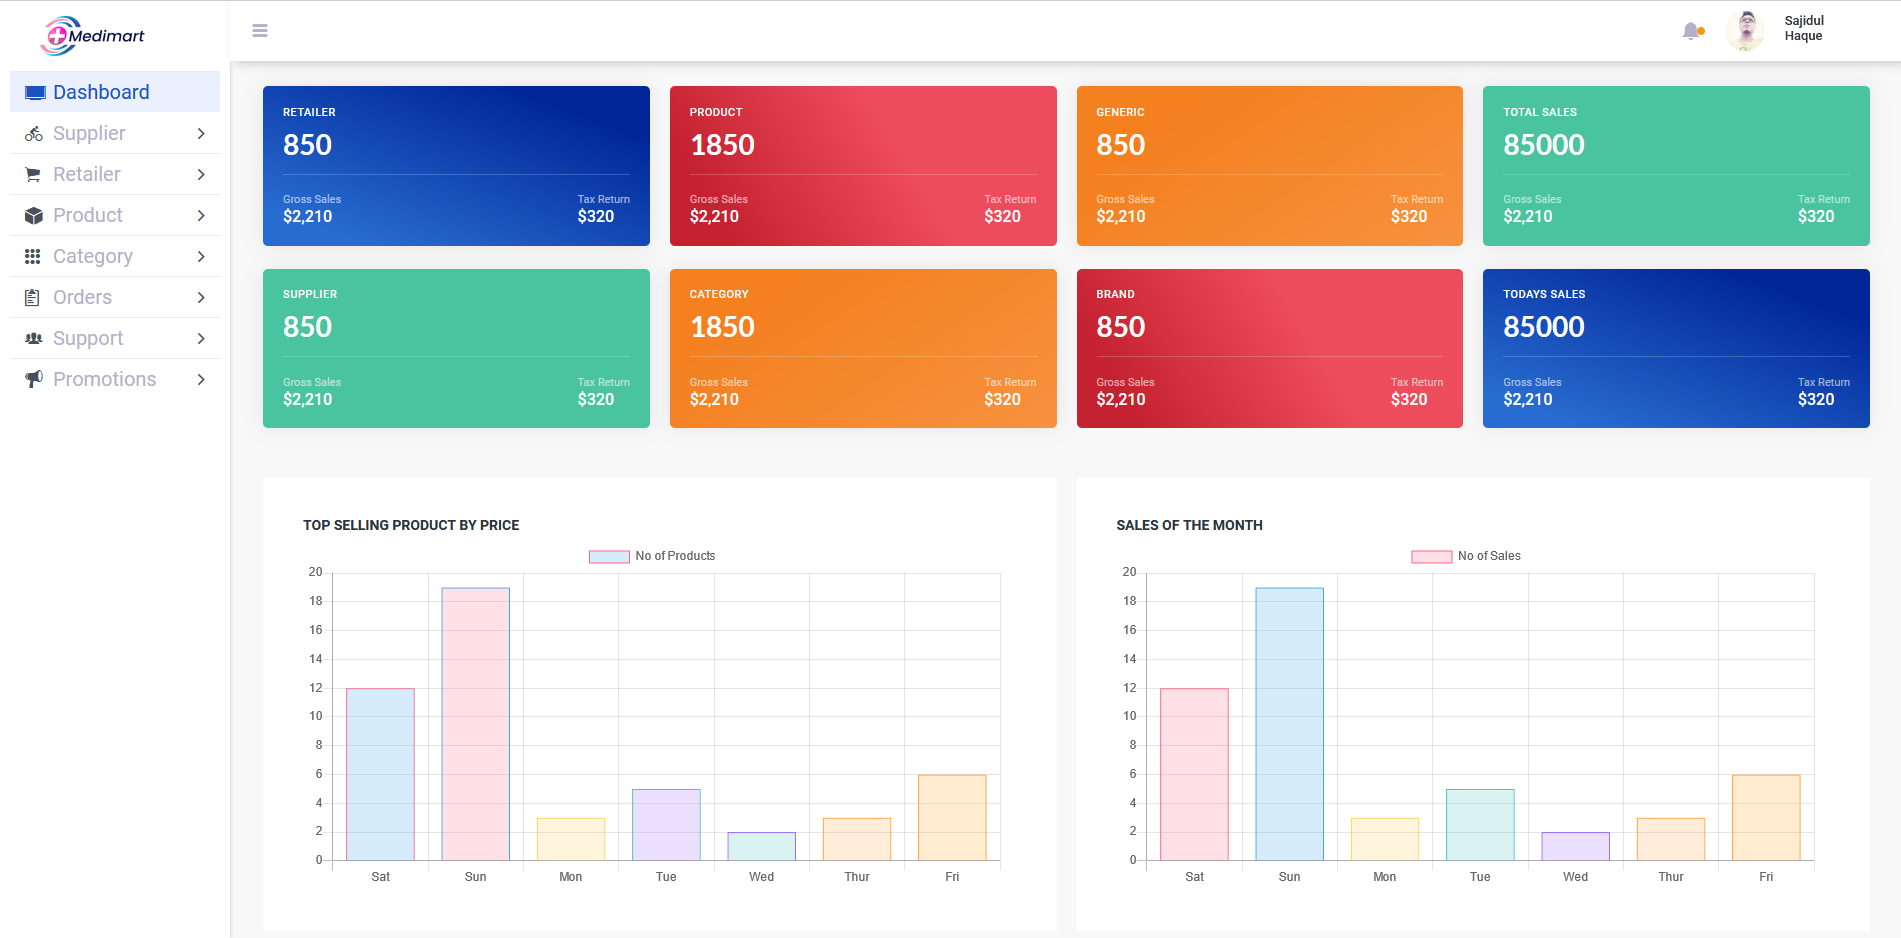 Medimart
Sajidul
Haque
Dashboard
Supplier
Retailer
Product
Category
Orders
Support
Promotions
RETAILER
850
Gross Sales
$2,210
Tax Return
$320
PRODUCT
1850
Gross Sales
$2,210
Tax Return
$320
GENERIC
850
Gross Sales
$2,210
Tax Return
$320
TOTAL SALES
85000
Gross Sales
$2,210
Tax Return
$320
SUPPLIER
850
Gross Sales
$2,210
Tax Return
$320
CATEGORY
1850
Gross Sales
$2,210
Tax Return
$320
BRAND
850
Gross Sales
$2,210
Tax Return
$320
TODAYS SALES
85000
Gross Sales
$2,210
Tax Return
$320
TOP SELLING PRODUCT BY PRICE
No of Products
20
18
16
14
12
10
8
6
4
2
0
Sat Sun Mon Tue Wed Thur Fri
SALES OF THE MONTH
No of Sales
20
18
16
14
12
10
8
6
4
2
0
Sat Sun Mon Tue Wed Thur Fri